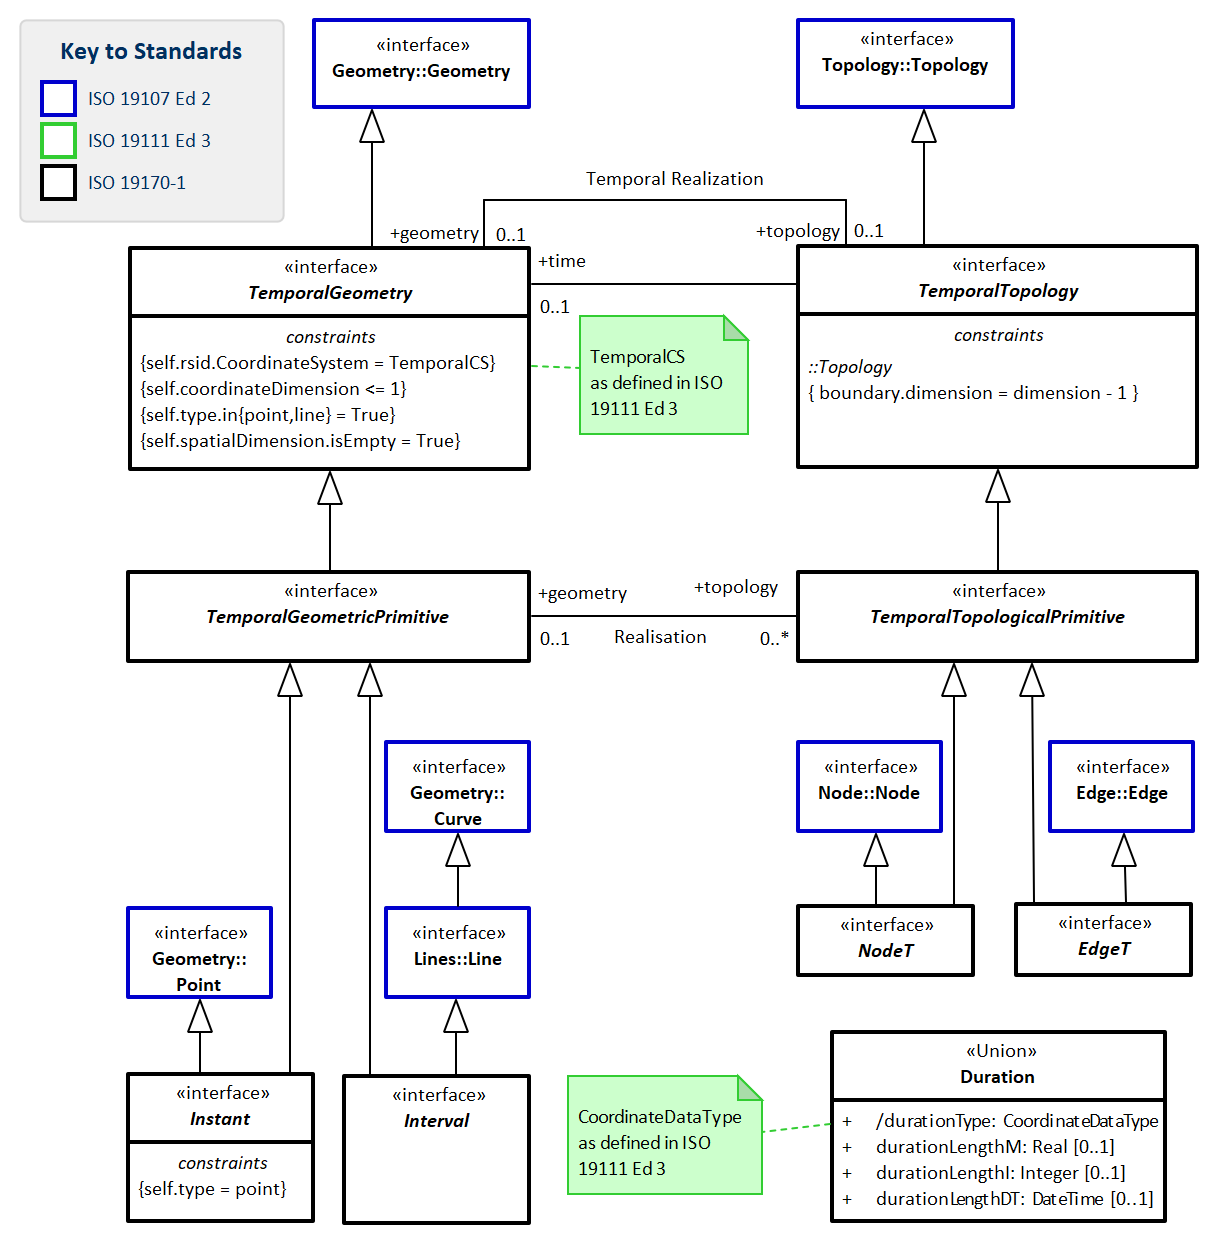 Key to Standards
ISO 19107 Ed 2
ISO 19111 Ed 3
ISO 19170-1
«interface»
Geometry::Geometry
«interface»
Topology::Topology
Temporal Realization
+geometry
0..1
+topology
0..1
«interface»
TemporalGeometry
constraints
{self.rsid.CoordinateSystem = TemporalCS}
{self.coordinateDimension <= 1}
{self.type.in{point,line} = True}
{self.spatialDimension.isEmpty = True}
+time
0..1
TemporalCS
as defined in ISO
19111 Ed 3
«interface»
TemporalTopology
constraints
::Topology
{ boundary.dimension = dimension - 1 }
«interface»
TemporalGeometricPrimitive
+geometry
+topology
0..1
Realisation
0..*
«interface»
TemporalTopologicalPrimitive
«interface»
Geometry::
Curve
«interface»
Node::Node
«interface»
Edge::Edge
«interface»
Geometry::
Point
«interface»
Lines::Line
«interface»
NodeT
«interface»
EdgeT
«interface»
Instant
constraints
{self.type = point}
«interface»
Interval
CoordinateDataType
as defined in ISO
19111 Ed 3
«Union»
Duration
+ /durationType: CoordinateDataType
+ durationLengthM: Real [0..1]
+ durationLengthI: Integer [0..1]
+ durationLengthDT: DateTime [0..1]